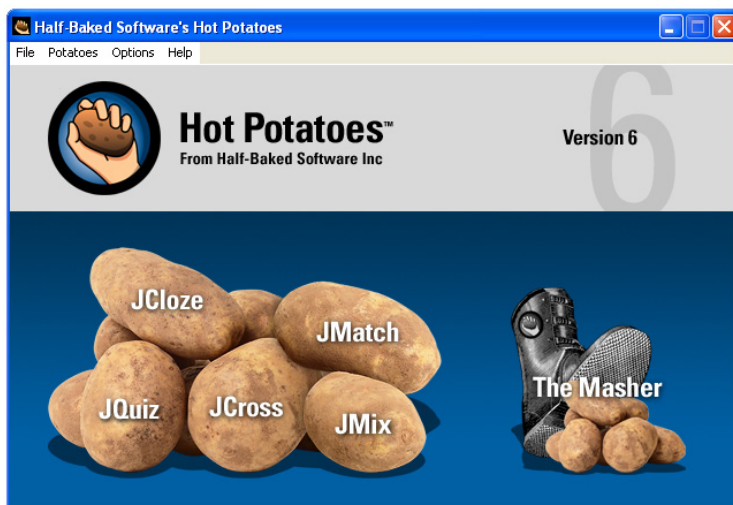 Half-Baked Software's Hot Potatoes
File Potatoes Options Help
6
Hot Potatoes™
From Half-Baked Software Inc
Version 6
JCloze
JMatch
JQuiz
JCross
JMix
The Masher